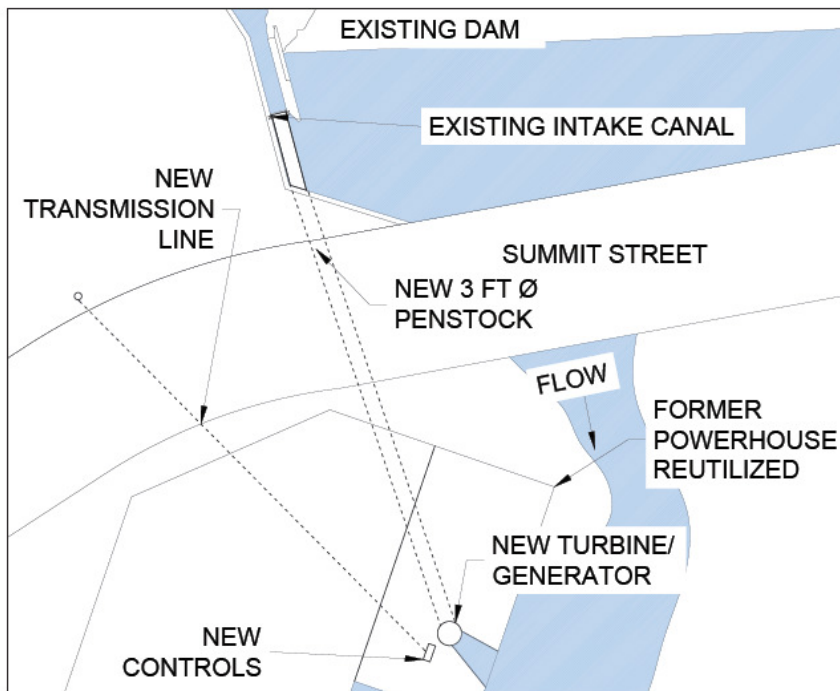 EXISTING DAM
EXISTING INTAKE CANAL
NEW
TRANSMISSION
LINE
SUMMIT STREET
NEW 3 FT Ø
PENSTOCK
FLOW
FORMER
POWERHOUSE
REUTILIZED
NEW TURBINE/
GENERATOR
NEW
CONTROLS